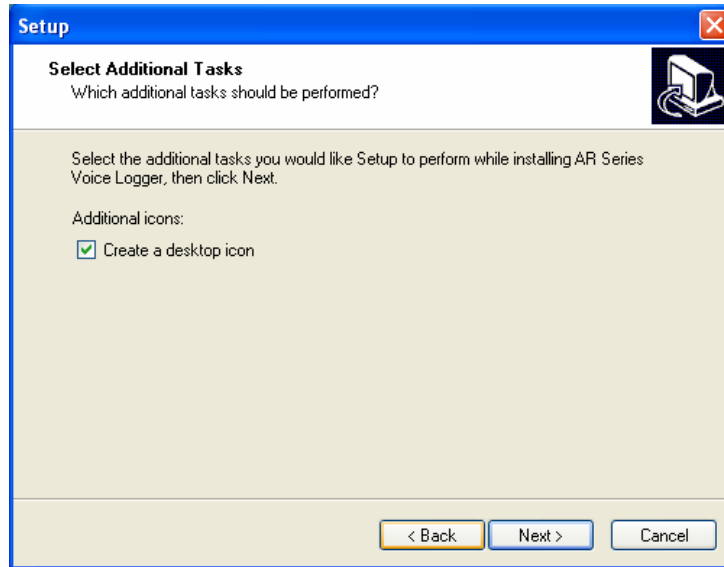 Setup
Select Additional Tasks
Which additional tasks should be performed?
Select the additional tasks you would like Setup to perform while installing AR Series
Voice Logger, then click Next.
Additional icons:
Create a desktop icon
< Back
Next >
Cancel